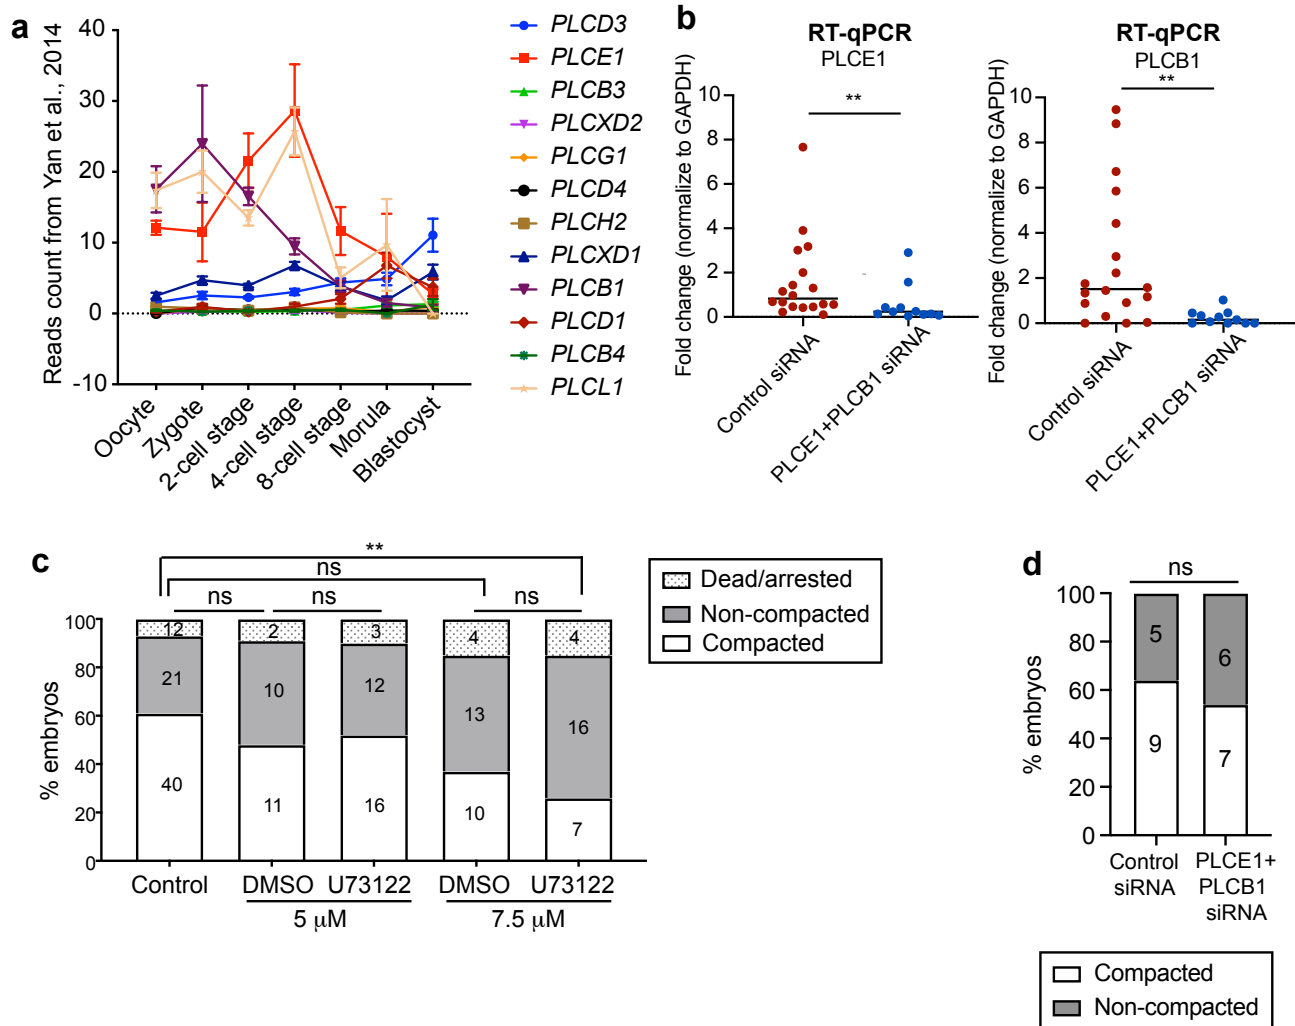 a
Reads count from Yan et al., 2014
40
30
20
10
0
-10
Oocyte
Zygote
2-cell stage
4-cell stage
8-cell stage
Morula
Blastocyst
PLCD3
PLCE1
PLCB3
PLCXD2
PLCG1
PLCD4
PLCH2
PLCXD1
PLCB1
PLCD1
PLCB4
PLCL1
b
RT-qPCR
PLCE1
**
Fold change (normalize to GAPDH)
10
8
6
4
2
0
Control siRNA
PLCE1+PLCB1 siRNA
RT-qPCR
PLCB1
**
Fold change (normalize to GAPDH)
10
8
6
4
2
0
Control siRNA
PLCE1+PLCB1 siRNA
c
**
ns
ns
ns
ns
% embryos
100
80
60
40
20
0
12
21
40
2
10
11
3
12
16
4
13
10
4
16
7
Control
DMSO
U73122
DMSO
U73122
5 μM
7.5 μM
Dead/arrested
Non-compacted
Compacted
d
ns
% embryos
100
80
60
40
20
0
5
9
6
7
Control
siRNA
PLCE1+
PLCB1
siRNA
Compacted
Non-compacted